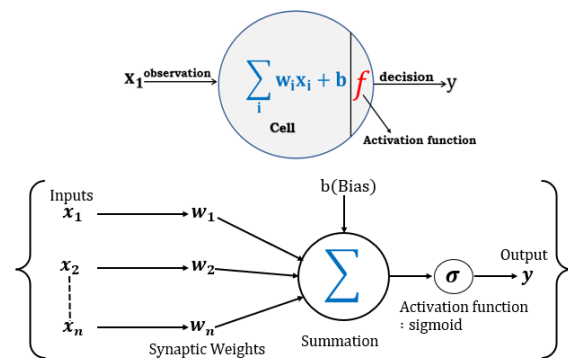 x₁ observation ∑ᵢ wᵢxᵢ + b f decision y
Cell
Activation function
b(Bias)
Inputs
x₁ w₁
x₂ w₂ ∑ σ Output y
xₙ wₙ
Activation function
: sigmoid
Synaptic Weights
Summation